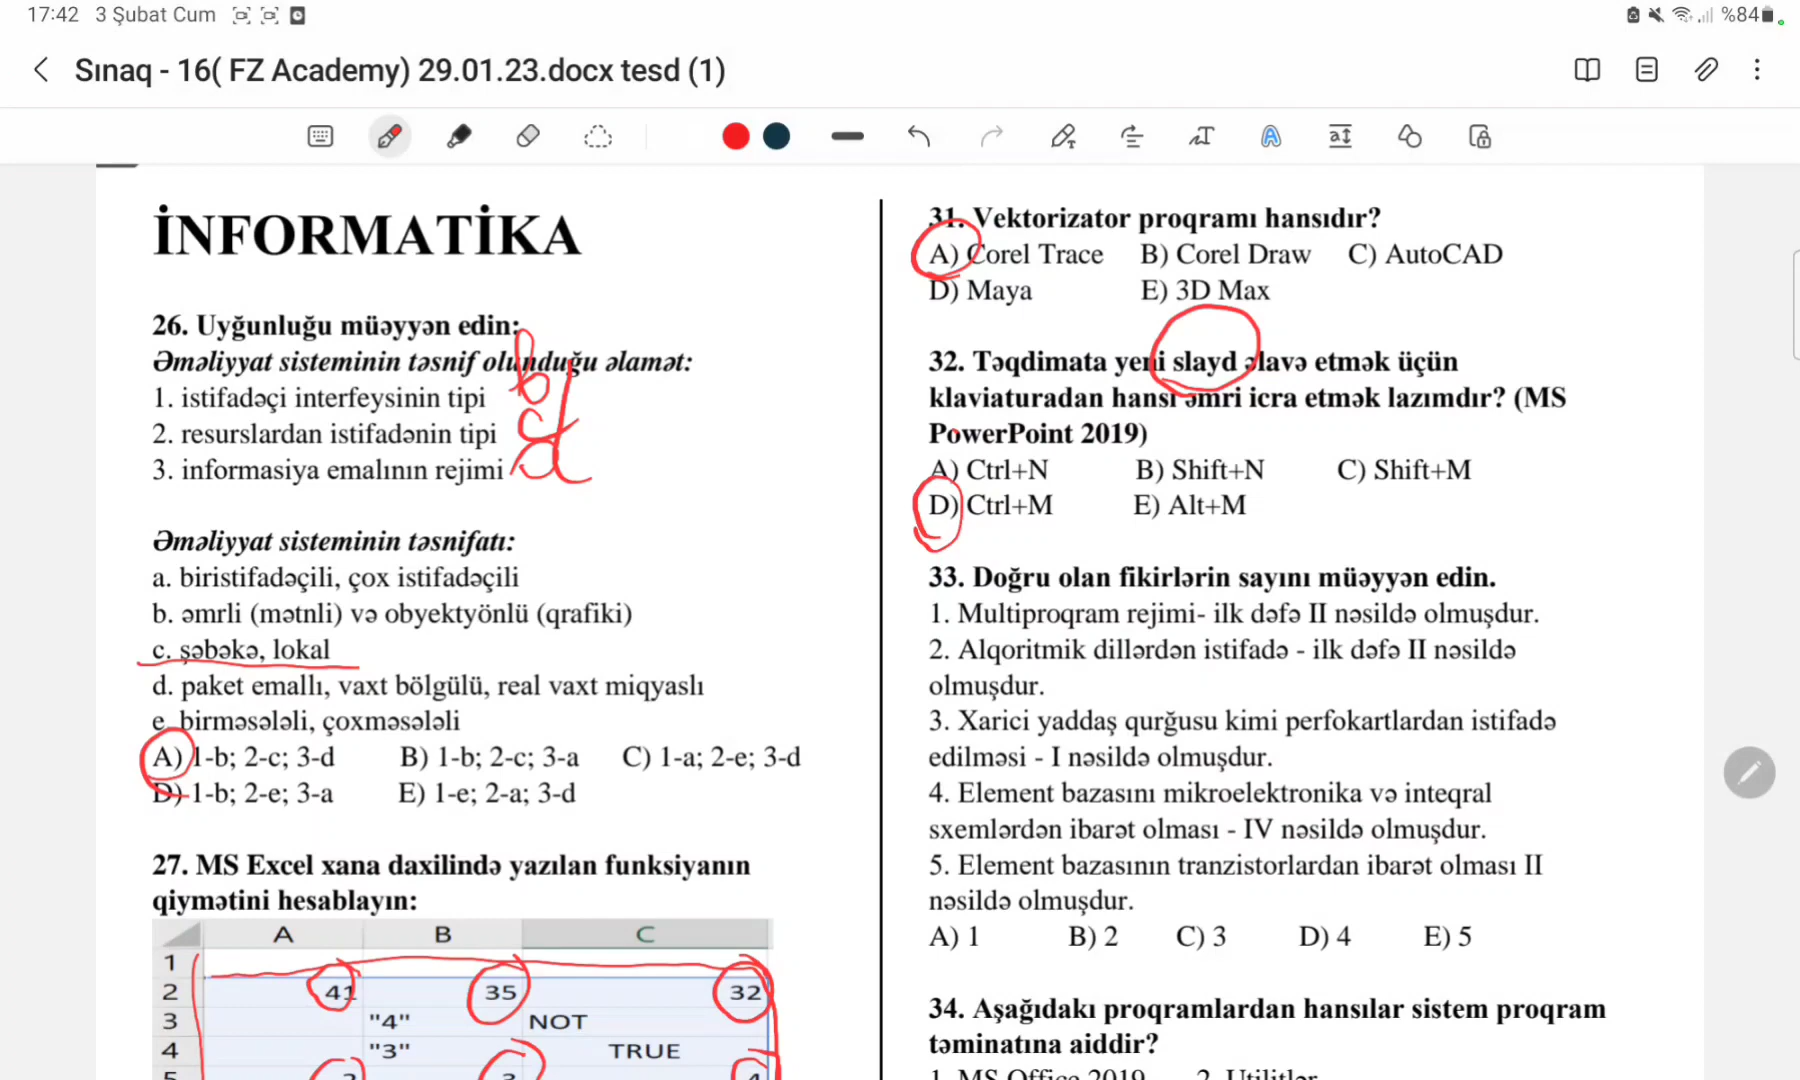 17:42 3 Şubat Cum
%84
Sınaq - 16( FZ Academy) 29.01.23.docx tesd (1)
İNFORMATİKA
26. Uyğunluğu müəyyən edin:
Əməliyyat sisteminin təsnif olunduğu əlamət:
1. istifadəçi interfeysinin tipi b
2. resurslardan istifadənin tipi c
3. informasiya emalının rejimi d
Əməliyyat sisteminin təsnifatı:
a. biristifadəçili, çox istifadəçili
b. əmrli (mətnli) və obyektyönlü (qrafiki)
c. şəbəkə, lokal
d. paket emallı, vaxt bölgülü, real vaxt miqyaslı
e. birməsələli, çoxməsələli
A) 1-b; 2-c; 3-d B) 1-b; 2-c; 3-a C) 1-a; 2-e; 3-d
D) 1-b; 2-e; 3-a E) 1-e; 2-a; 3-d
27. MS Excel xana daxilində yazılan funksiyanın
qiymətini hesablayın:
A B C
1
2 41 35 32
3 "4" NOT
4 "3" TRUE
5
31. Vektorizator proqramı hansıdır?
A) Corel Trace B) Corel Draw C) AutoCAD
D) Maya E) 3D Max
32. Təqdimata yeni slayd əlavə etmək üçün
klaviaturadan hansı əmri icra etmək lazımdır? (MS
PowerPoint 2019)
A) Ctrl+N B) Shift+N C) Shift+M
D) Ctrl+M E) Alt+M
33. Doğru olan fikirlərin sayını müəyyən edin.
1. Multiproqram rejimi- ilk dəfə II nəsildə olmuşdur.
2. Alqoritmik dillərdən istifadə - ilk dəfə II nəsildə
olmuşdur.
3. Xarici yaddaş qurğusu kimi perfokartlardan istifadə
edilməsi - I nəsildə olmuşdur.
4. Element bazasını mikroelektronika və inteqral
sxemlərdən ibarət olması - IV nəsildə olmuşdur.
5. Element bazasının tranzistorlardan ibarət olması II
nəsildə olmuşdur.
A) 1 B) 2 C) 3 D) 4 E) 5
34. Aşağıdakı proqramlardan hansılar sistem proqram
təminatına aiddir?
1. MS Office 2019 2. Utilitlər